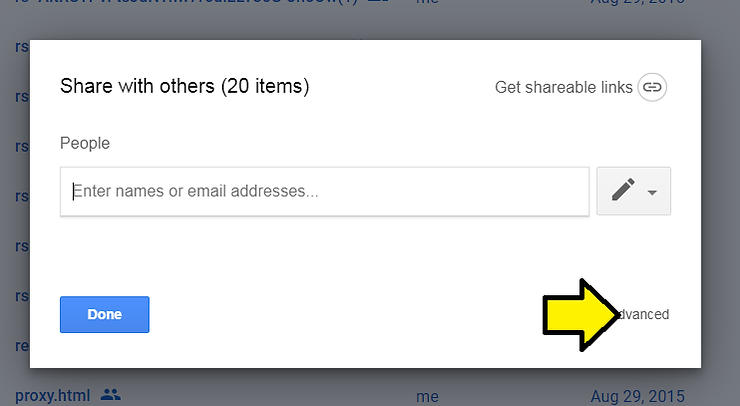 me Aug 29, 2015
rs
Share with others (20 items) Get shareable links
rs
People
rs
Enter names or email addresses...
rs
rs
rs
Done dvanced
re
proxy.html me Aug 29, 2015